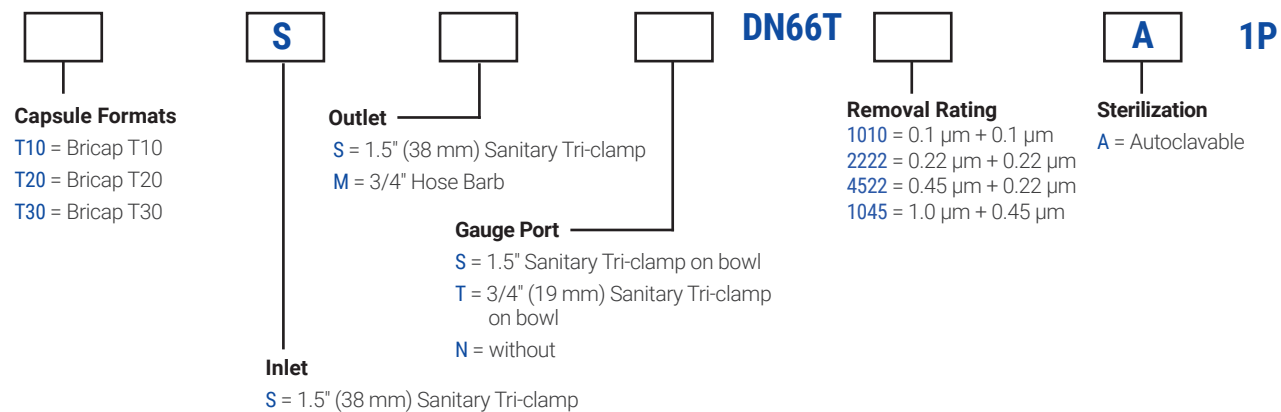 S DN66T A 1P
Capsule Formats
T10 = Bricap T10
T20 = Bricap T20
T30 = Bricap T30
Outlet
S = 1.5" (38 mm) Sanitary Tri-clamp
M = 3/4" Hose Barb
Gauge Port
S = 1.5" Sanitary Tri-clamp on bowl
T = 3/4" (19 mm) Sanitary Tri-clamp
on bowl
N = without
Inlet
S = 1.5" (38 mm) Sanitary Tri-clamp
Removal Rating
1010 = 0.1 µm + 0.1 µm
2222 = 0.22 µm + 0.22 µm
4522 = 0.45 µm + 0.22 µm
1045 = 1.0 µm + 0.45 µm
Sterilization
A = Autoclavable